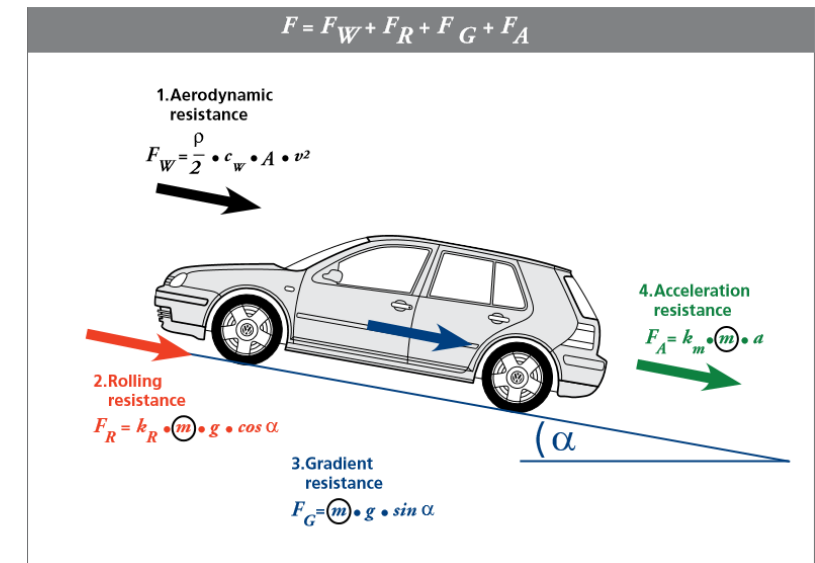 F = F_W + F_R + F_G + F_A
1.Aerodynamic
resistance
F_W = ρ/2 • c_w • A • v²
4.Acceleration
resistance
F_A = k_m • m • a
2.Rolling
resistance
F_R = k_R • m • g • cos α
α
3.Gradient
resistance
F_G = m • g • sin α